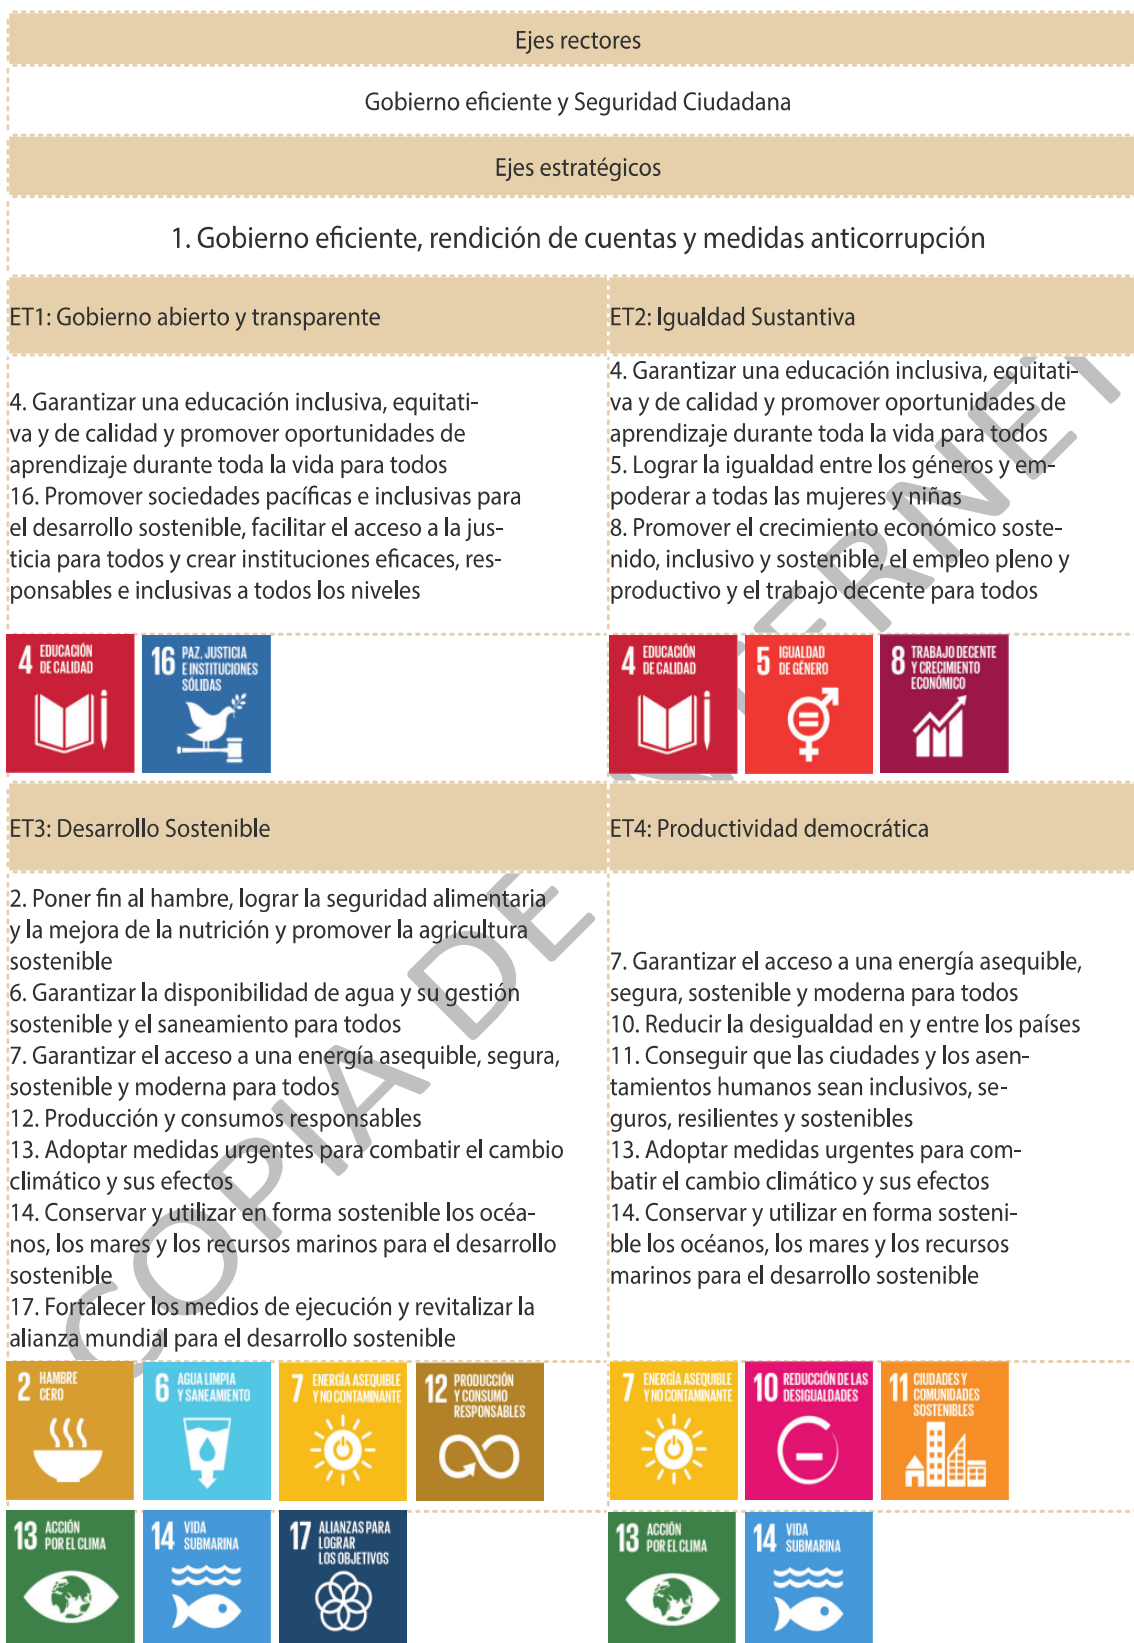 Ejes rectores
Gobierno eficiente y Seguridad Ciudadana
Ejes estratégicos
1. Gobierno eficiente, rendición de cuentas y medidas anticorrupción
ET1: Gobierno abierto y transparente
4. Garantizar una educación inclusiva, equitati-
va y de calidad y promover oportunidades de
aprendizaje durante toda la vida para todos
16. Promover sociedades pacíficas e inclusivas para
el desarrollo sostenible, facilitar el acceso a la jus-
ticia para todos y crear instituciones eficaces, res-
ponsables e inclusivas a todos los niveles
4 EDUCACIÓN
DE CALIDAD
16 PAZ, JUSTICIA
E INSTITUCIONES
SÓLIDAS
ET2: Igualdad Sustantiva
4. Garantizar una educación inclusiva, equitati-
va y de calidad y promover oportunidades de
aprendizaje durante toda la vida para todos
5. Lograr la igualdad entre los géneros y em-
poderar a todas las mujeres y niñas
8. Promover el crecimiento económico soste-
nido, inclusivo y sostenible, el empleo pleno y
productivo y el trabajo decente para todos
4 EDUCACIÓN
DE CALIDAD
5 IGUALDAD
DE GÉNERO
8 TRABAJO DECENTE
Y CRECIMIENTO
ECONÓMICO
ET3: Desarrollo Sostenible
2. Poner fin al hambre, lograr la seguridad alimentaria
y la mejora de la nutrición y promover la agricultura
sostenible
6. Garantizar la disponibilidad de agua y su gestión
sostenible y el saneamiento para todos
7. Garantizar el acceso a una energía asequible, segura,
sostenible y moderna para todos
12. Producción y consumos responsables
13. Adoptar medidas urgentes para combatir el cambio
climático y sus efectos
14. Conservar y utilizar en forma sostenible los océa-
nos, los mares y los recursos marinos para el desarrollo
sostenible
17. Fortalecer los medios de ejecución y revitalizar la
alianza mundial para el desarrollo sostenible
2 HAMBRE
CERO
6 AGUA LIMPIA
Y SANEAMIENTO
7 ENERGÍA ASEQUIBLE
Y NO CONTAMINANTE
12 PRODUCCIÓN
Y CONSUMO
RESPONSABLES
13 ACCIÓN
POR EL CLIMA
14 VIDA
SUBMARINA
17 ALIANZAS PARA
LOGRAR
LOS OBJETIVOS
ET4: Productividad democrática
7. Garantizar el acceso a una energía asequible,
segura, sostenible y moderna para todos
10. Reducir la desigualdad en y entre los países
11. Conseguir que las ciudades y los asen-
tamientos humanos sean inclusivos, se-
guros, resilientes y sostenibles
13. Adoptar medidas urgentes para com-
batir el cambio climático y sus efectos
14. Conservar y utilizar en forma sosteni-
ble los océanos, los mares y los recursos
marinos para el desarrollo sostenible
7 ENERGÍA ASEQUIBLE
Y NO CONTAMINANTE
10 REDUCCIÓN DE LAS
DESIGUALDADES
11 CIUDADES Y
COMUNIDADES
SOSTENIBLES
13 ACCIÓN
POR EL CLIMA
14 VIDA
SUBMARINA
COPIA DE